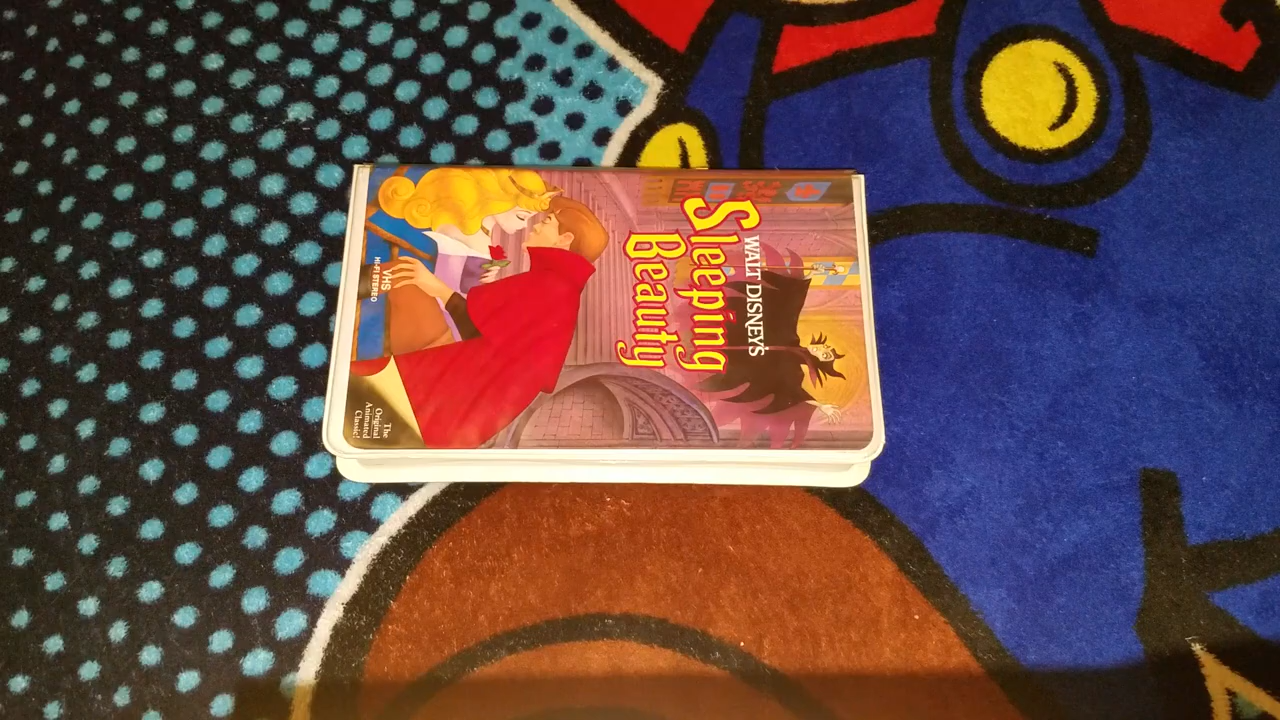 WALT DISNEY'S
Sleeping
Beauty
VHS
HI-FI STEREO
The
Original
Animated
Classic!